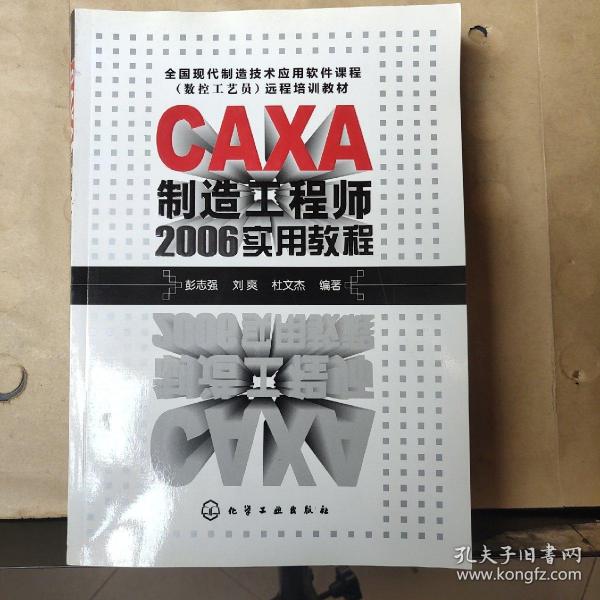 全国现代制造技术应用软件课程
(数控工艺员)远程培训教材
CAXA
制造工程师
2006实用教程
彭志强 刘爽 杜文杰 编著
化学工业出版社
孔夫子旧书网
www.kongfz.com